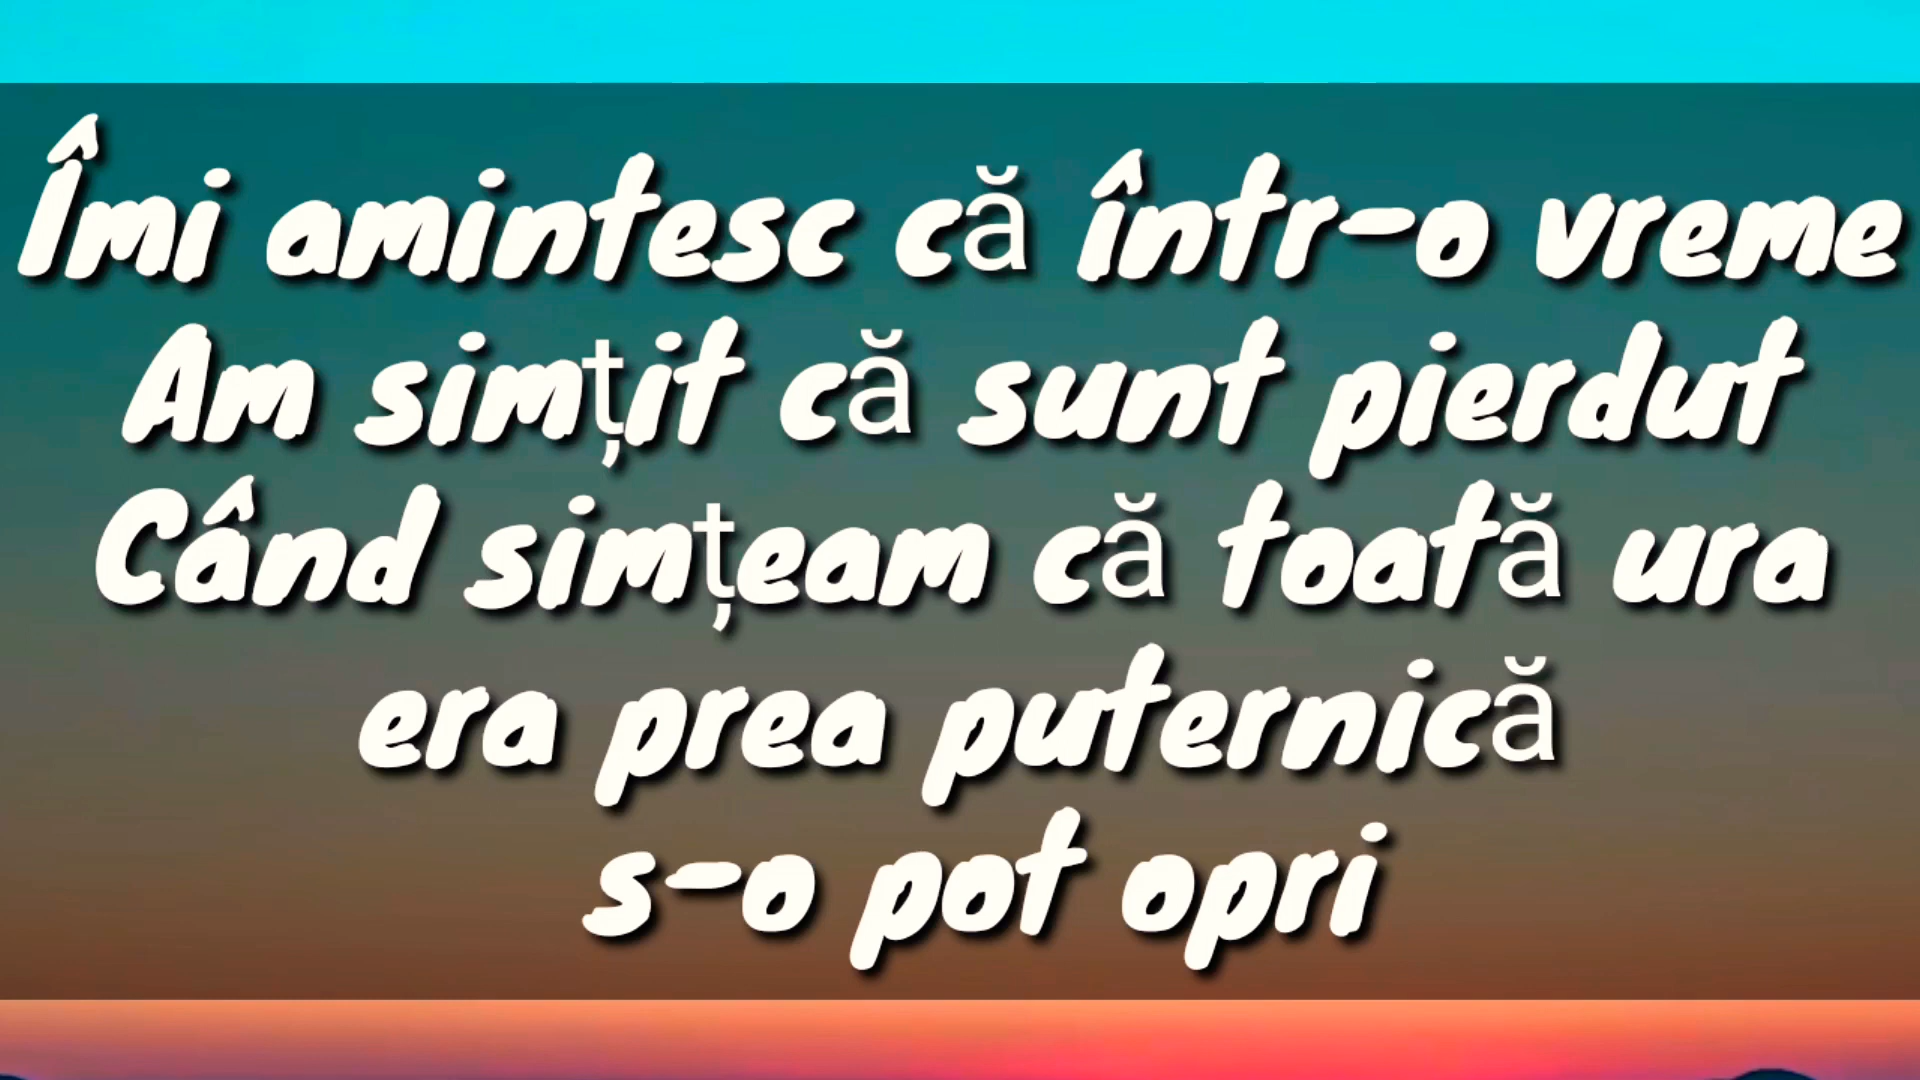 Îmi amintesc că într-o vreme
Am simțit că sunt pierdut
Când simțeam că toată ura
era prea puternică
s-o pot opri